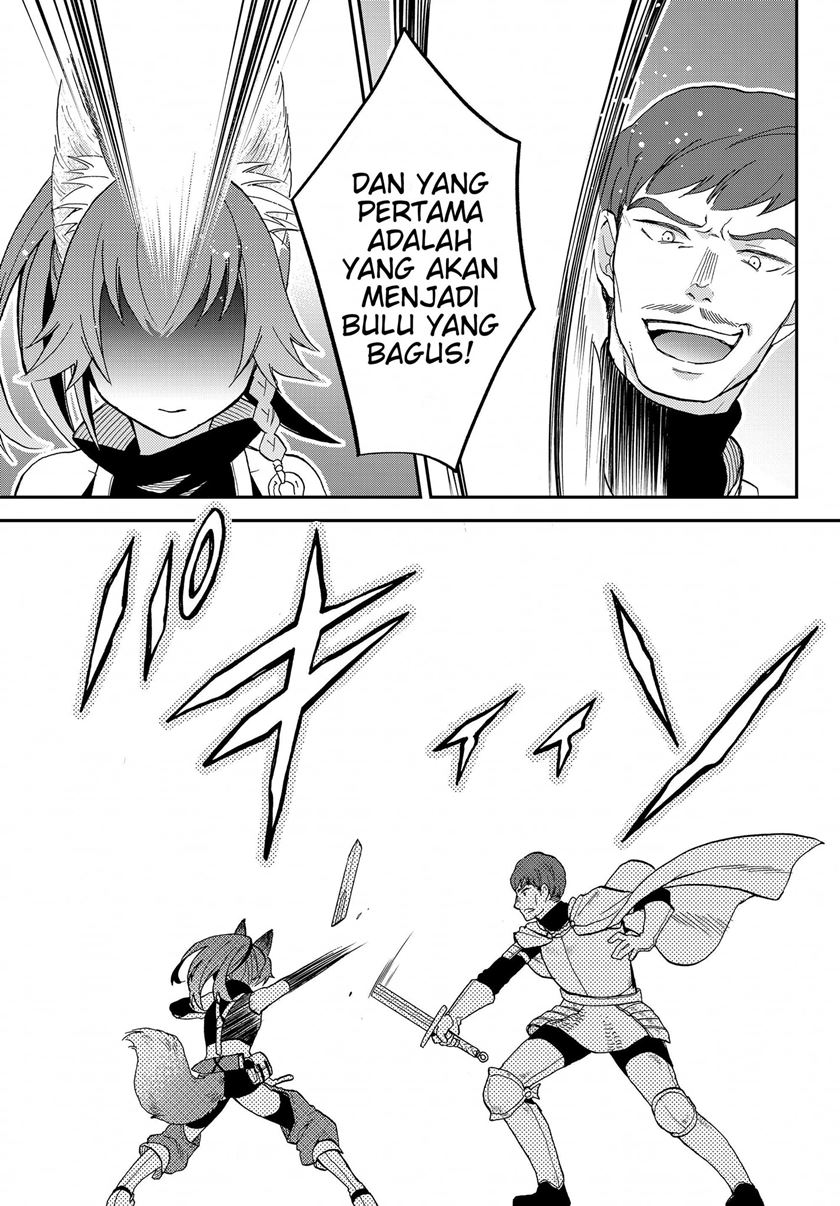 DAN YANG
PERTAMA
ADALAH
YANG AKAN
MENJADI
BULU YANG
BAGUS!
パキィィン